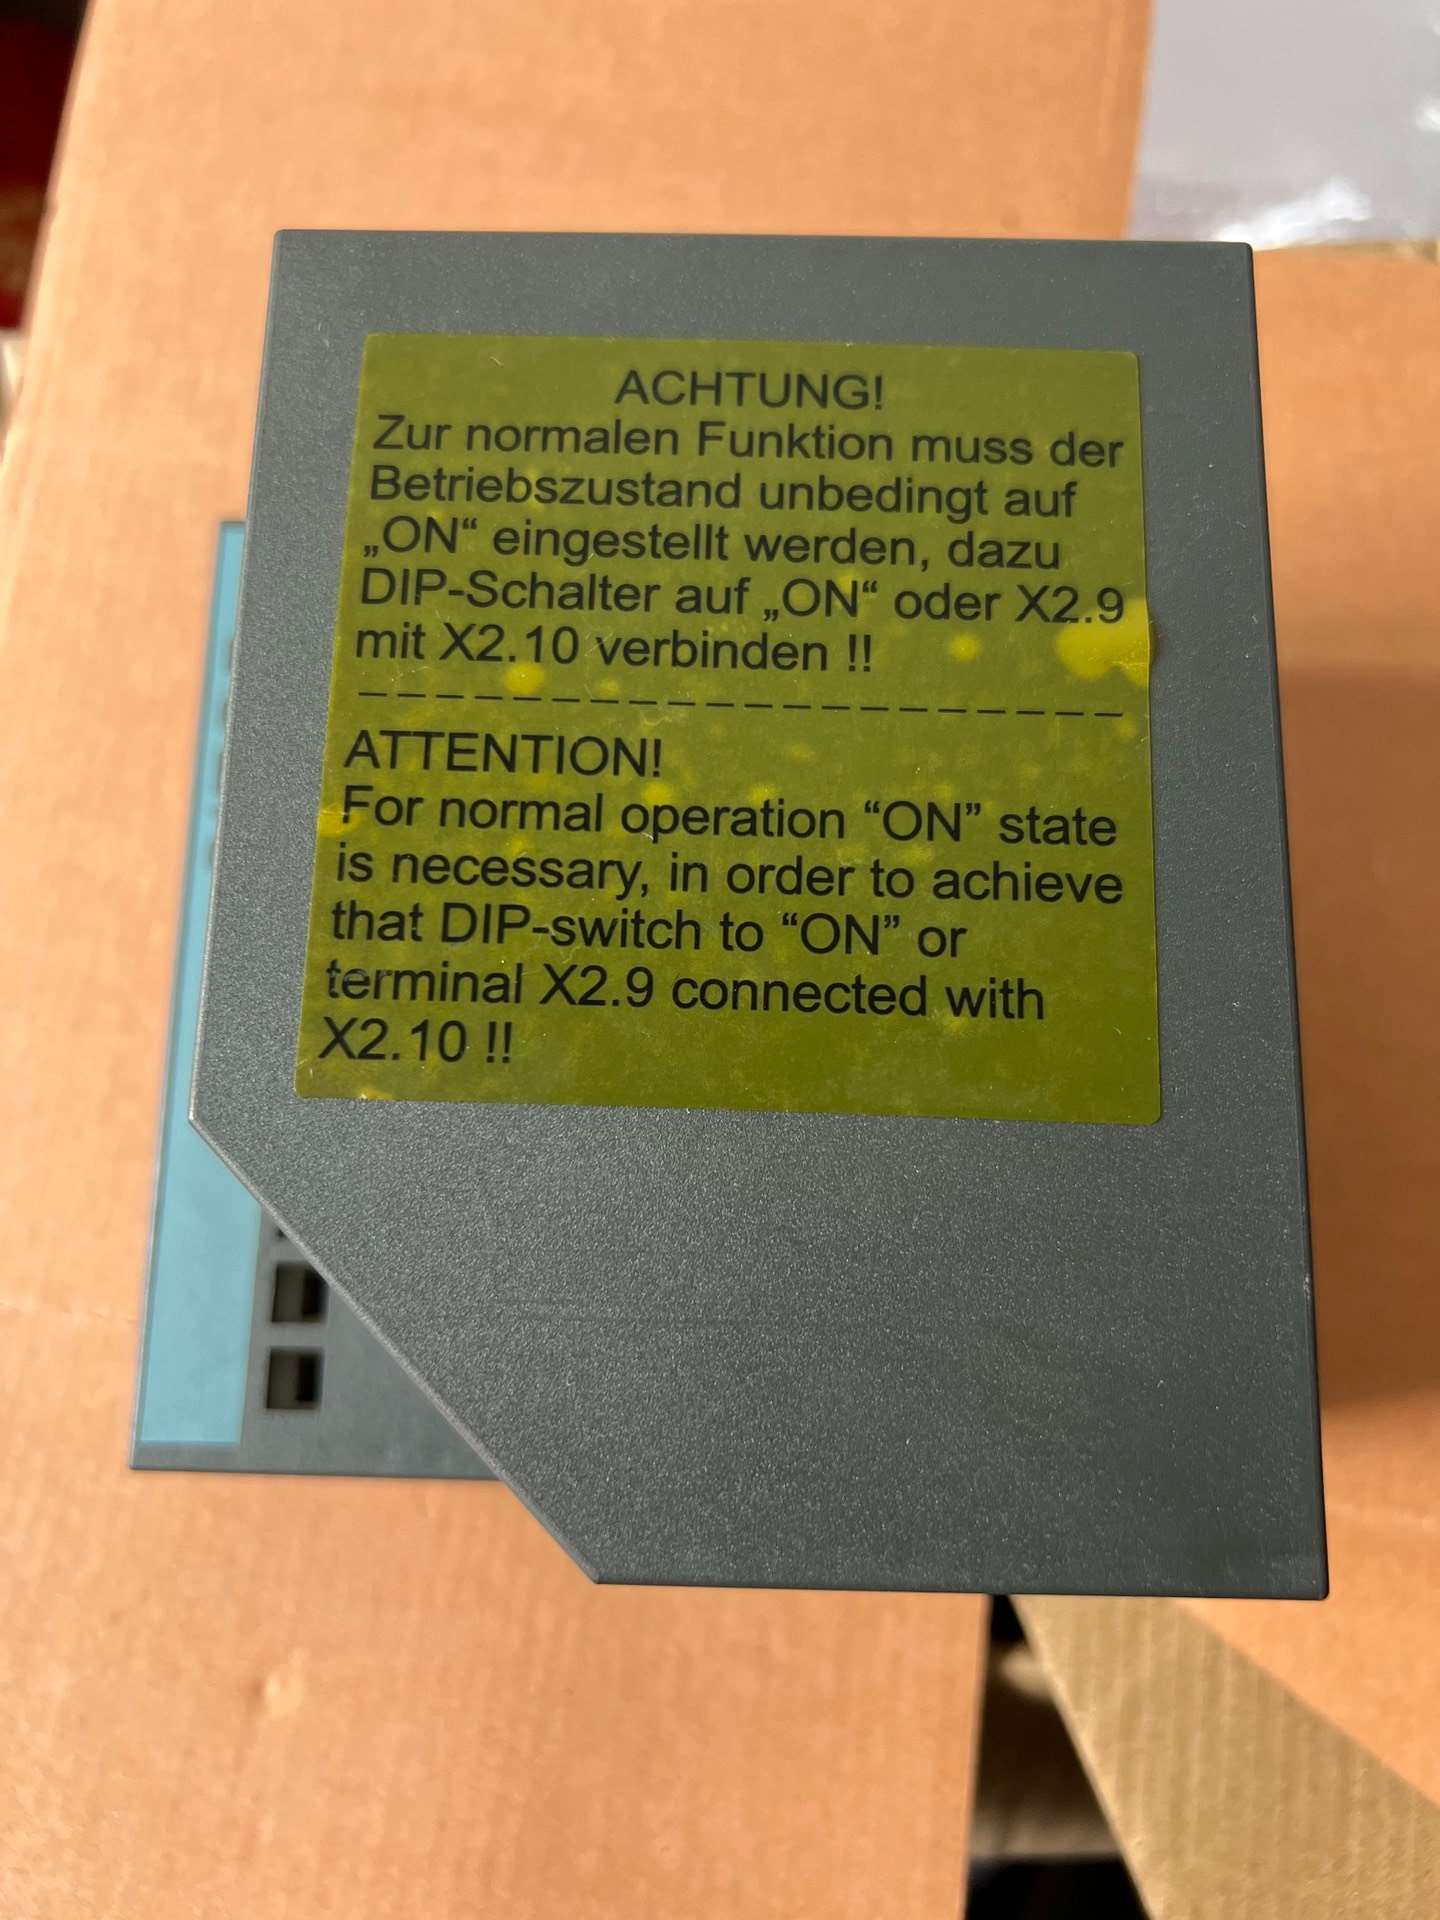 ACHTUNG!
Zur normalen Funktion muss der
Betriebszustand unbedingt auf
„ON“ eingestellt werden, dazu
DIP-Schalter auf „ON“ oder X2.9
mit X2.10 verbinden !!
ATTENTION!
For normal operation “ON” state
is necessary, in order to achieve
that DIP-switch to “ON” or
terminal X2.9 connected with
X2.10 !!